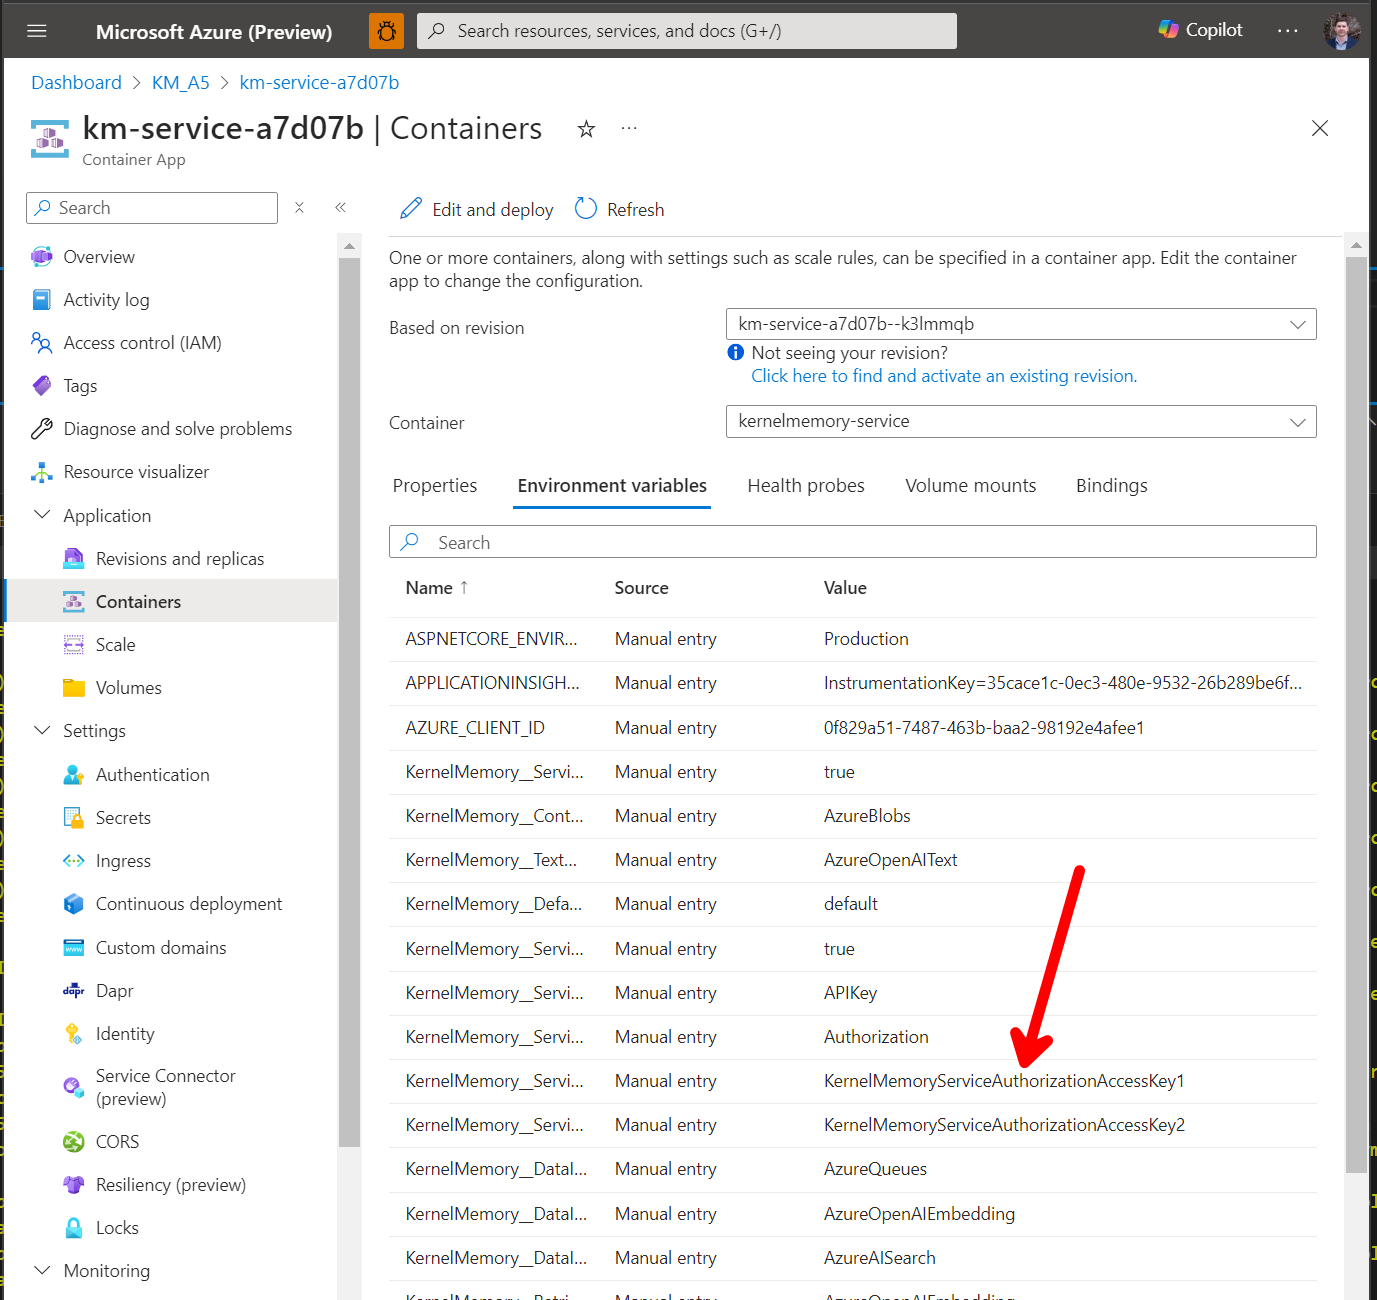 Microsoft Azure (Preview)
Search resources, services, and docs (G+/)
Copilot
Dashboard > KM_A5 > km-service-a7d07b
km-service-a7d07b | Containers
Container App
Search
Overview
Activity log
Access control (IAM)
Tags
Diagnose and solve problems
Resource visualizer
Application
Revisions and replicas
Containers
Scale
Volumes
Settings
Authentication
Secrets
Ingress
Continuous deployment
www
Custom domains
dapr
Dapr
Identity
Service Connector
(preview)
CORS
Resiliency (preview)
Locks
Monitoring
Edit and deploy
Refresh
One or more containers, along with settings such as scale rules, can be specified in a container app. Edit the container
app to change the configuration.
Based on revision
km-service-a7d07b--k3lmmqb
Not seeing your revision?
Click here to find and activate an existing revision.
Container
kernelmemory-service
Properties Environment variables Health probes Volume mounts Bindings
Search
Name ↑ Source Value
ASPNETCORE_ENVIR... Manual entry Production
APPLICATIONINSIGH... Manual entry InstrumentationKey=35cace1c-0ec3-480e-9532-26b289be6f...
AZURE_CLIENT_ID Manual entry 0f829a51-7487-463b-baa2-98192e4afee1
KernelMemory__Servi... Manual entry true
KernelMemory__Cont... Manual entry AzureBlobs
KernelMemory__Text... Manual entry AzureOpenAIText
KernelMemory__Defa... Manual entry default
KernelMemory__Servi... Manual entry true
KernelMemory__Servi... Manual entry APIKey
KernelMemory__Servi... Manual entry Authorization
KernelMemory__Servi... Manual entry KernelMemoryServiceAuthorizationAccessKey1
KernelMemory__Servi... Manual entry KernelMemoryServiceAuthorizationAccessKey2
KernelMemory__DataI... Manual entry AzureQueues
KernelMemory__DataI... Manual entry AzureOpenAIEmbedding
KernelMemory__DataI... Manual entry AzureAISearch
KernelMemory__Retri... Manual entry AzureOpenAIEmbedding